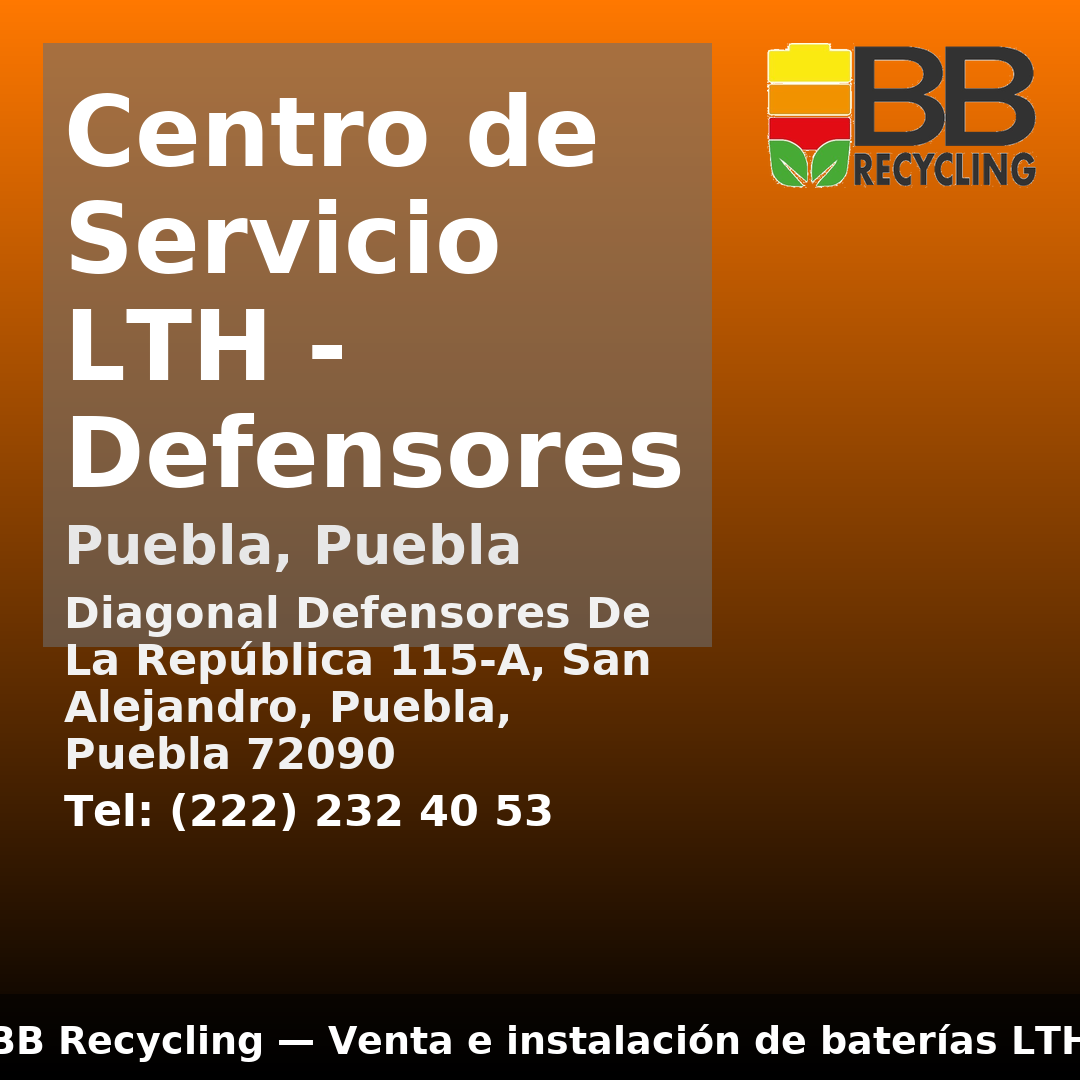 Centro de
Servicio
LTH -
Defensores
Puebla, Puebla
Diagonal Defensores De
La República 115-A, San
Alejandro, Puebla,
Puebla 72090
Tel: (222) 232 40 53
BB
RECYCLING
BB Recycling — Venta e instalación de baterías LTH